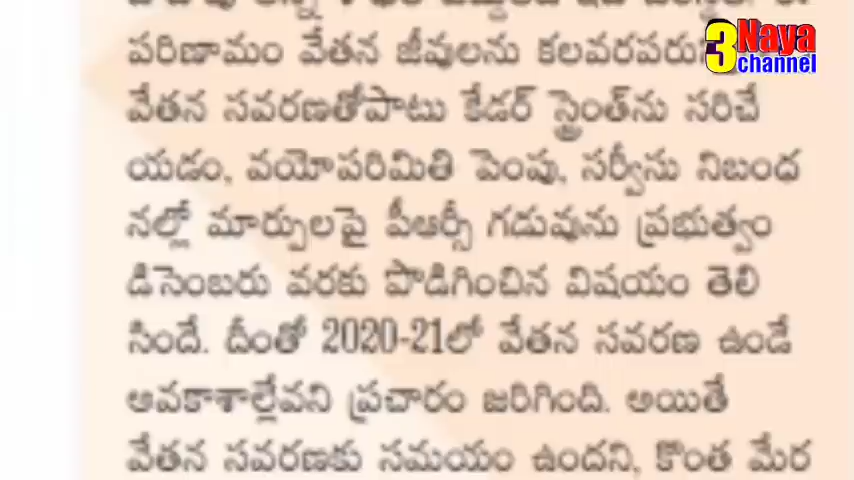 పరిణామం వేతన జీవులను
3 Naya
channel
వేతన సవరణతోపాటు కేడర్ స్ట్రెంత్‌ను సరిచే
యడం, వయోపరిమితి పెంపు, సర్వీసు నిబంధ
నల్లో మార్పులపై పీఆర్సీ గడువును ప్రభుత్వం
డిసెంబరు వరకు పొడిగించిన విషయం తెలి
సిందే. దీంతో 2020-21లో వేతన సవరణ ఉండే
అవకాశాల్లేవని ప్రచారం జరిగింది. అయితే
వేతన సవరణకు సమయం ఉందని, కొంత మేర